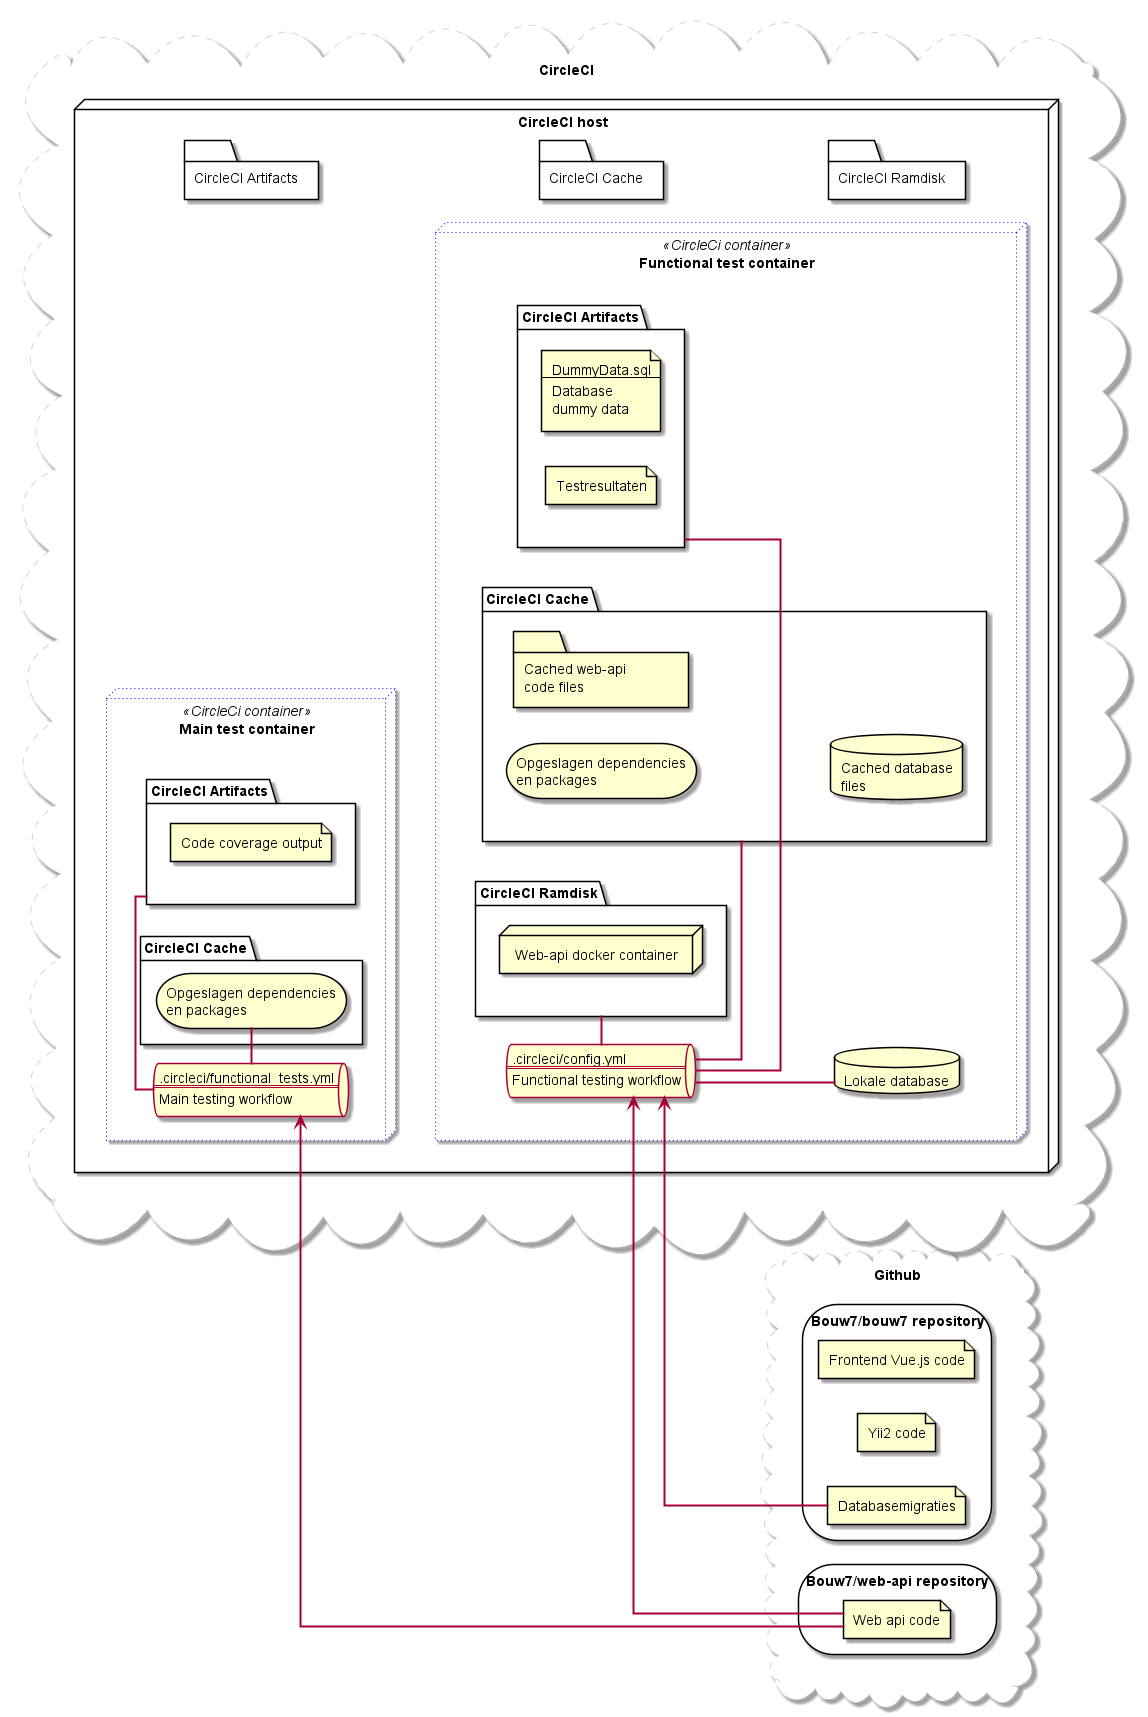 CircleCI
CircleCI host
CircleCI Artifacts
CircleCI Cache
CircleCI Ramdisk
«CircleCi container»
Functional test container
CircleCI Artifacts
DummyData.sql
Database
dummy data
Testresultaten
CircleCI Cache
Cached web-api
code files
Opgeslagen dependencies
en packages
Cached database
files
CircleCI Ramdisk
Web-api docker container
.circleci/config.yml
Functional testing workflow
Lokale database
«CircleCi container»
Main test container
CircleCI Artifacts
Code coverage output
CircleCI Cache
Opgeslagen dependencies
en packages
.circleci/functional_tests.yml
Main testing workflow
Github
Bouw7/bouw7 repository
Frontend Vue.js code
Yii2 code
Databasemigraties
Bouw7/web-api repository
Web api code